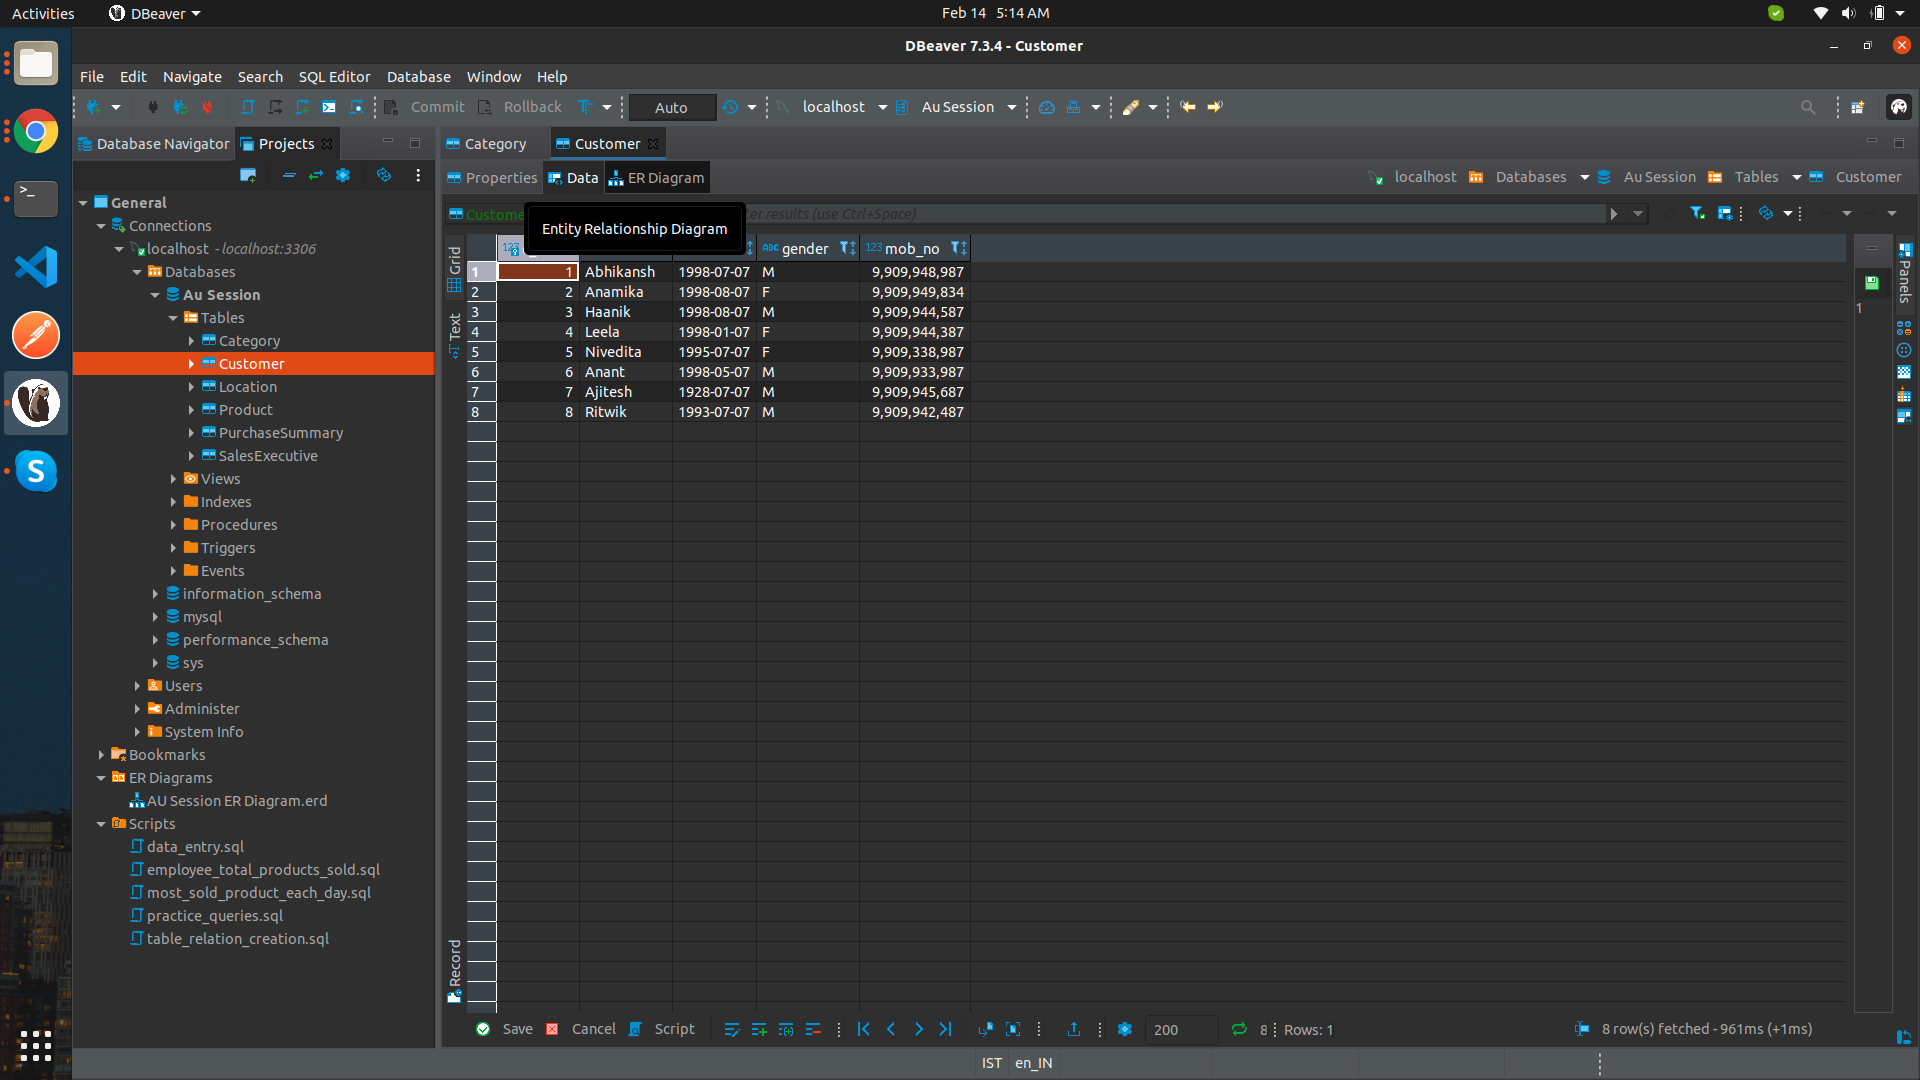 Activities DBeaver Feb 14 5:14 AM
DBeaver 7.3.4 - Customer
File Edit Navigate Search SQL Editor Database Window Help
Commit Rollback Auto localhost Au Session
Database Navigator Projects Category Customer
Properties Data ER Diagram localhost Databases Au Session Tables Customer
er results (use Ctrl+Space)
Entity Relationship Diagram
General
Connections
localhost - localhost:3306
Databases
Au Session
Tables
Category
Customer
Location
Product
PurchaseSummary
SalesExecutive
Views
Indexes
Procedures
Triggers
Events
information_schema
mysql
performance_schema
sys
Users
Administer
System Info
Bookmarks
ER Diagrams
AU Session ER Diagram.erd
Scripts
data_entry.sql
employee_total_products_sold.sql
most_sold_product_each_day.sql
practice_queries.sql
table_relation_creation.sql
Grid
Text
Record
123 ABC gender 123 mob_no
1 1 Abhikansh 1998-07-07 M 9,909,948,987
2 2 Anamika 1998-08-07 F 9,909,949,834
3 3 Haanik 1998-08-07 M 9,909,944,587
4 4 Leela 1998-01-07 F 9,909,944,387
5 5 Nivedita 1995-07-07 F 9,909,338,987
6 6 Anant 1998-05-07 M 9,909,933,987
7 7 Ajitesh 1928-07-07 M 9,909,945,687
8 8 Ritwik 1993-07-07 M 9,909,942,487
1
Panels
Save Cancel Script 200 8 Rows: 1 8 row(s) fetched - 961ms (+1ms)
IST en_IN